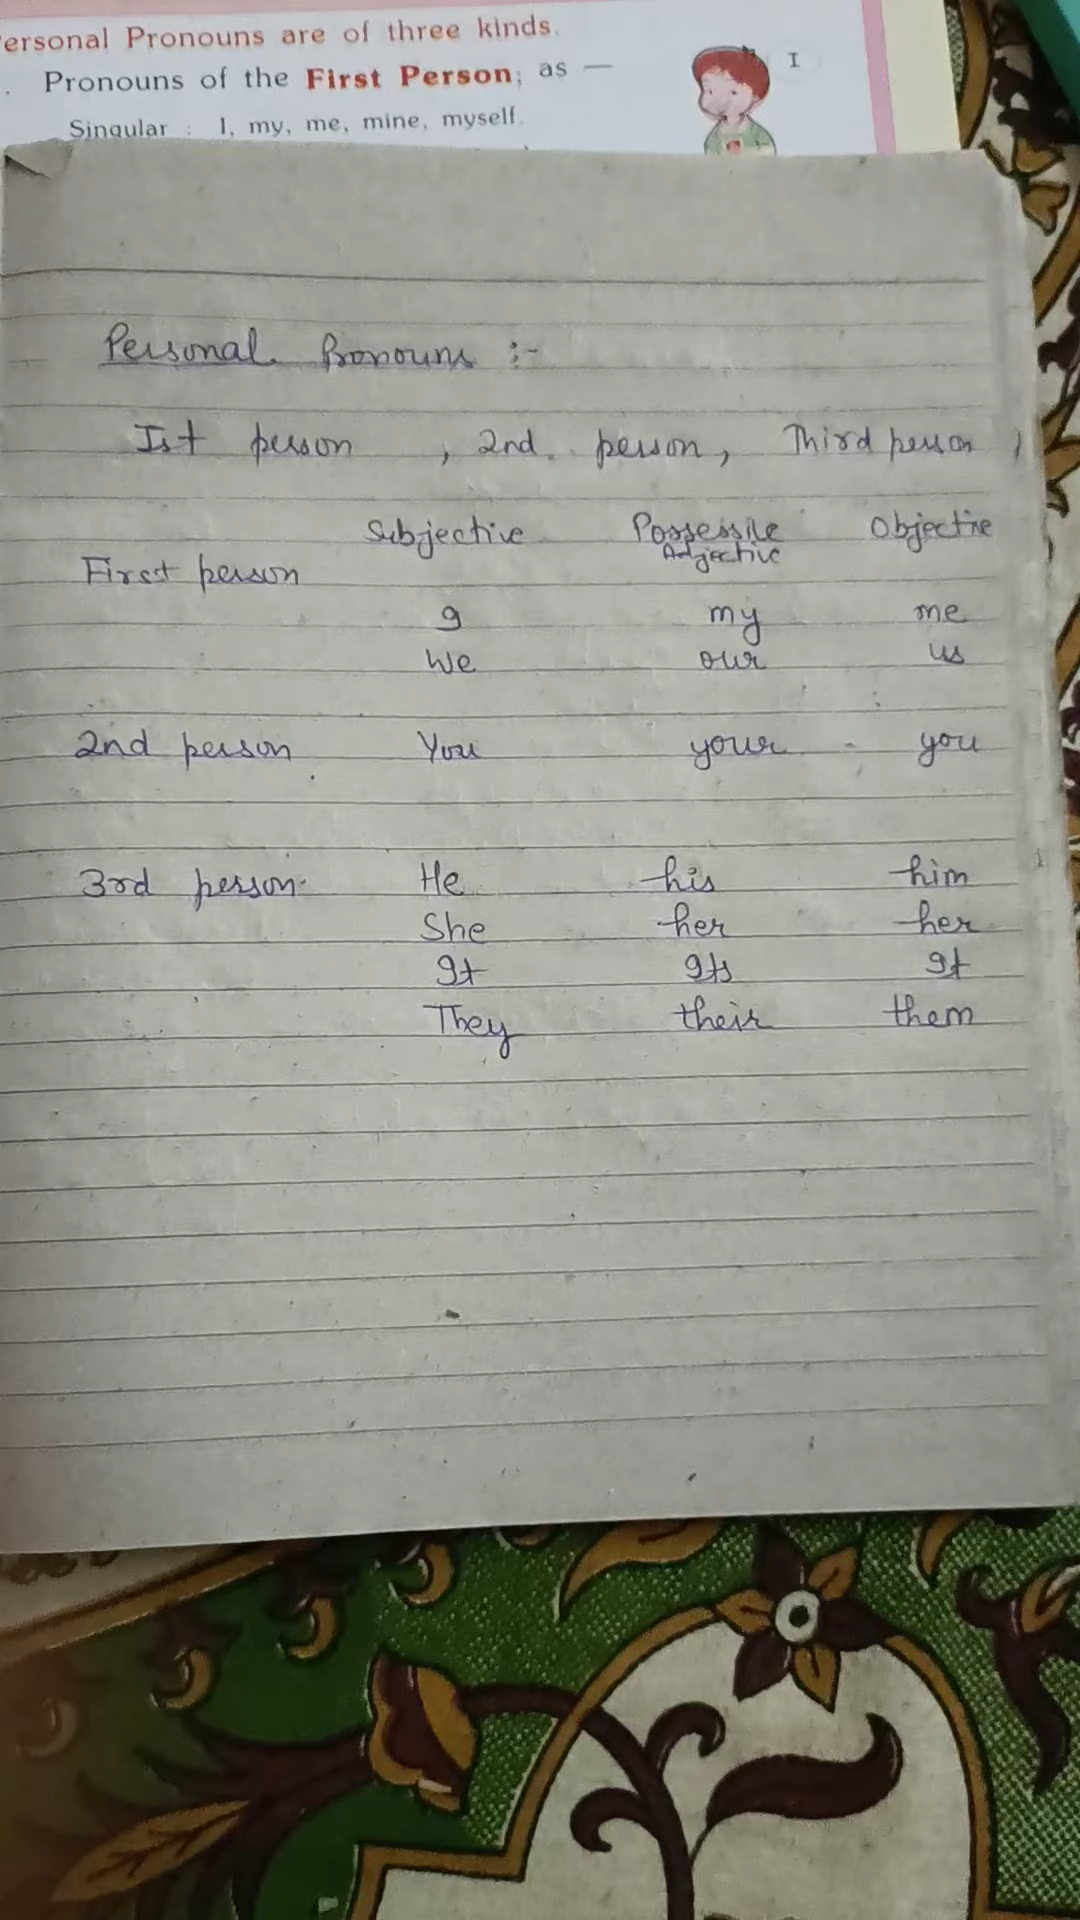 ersonal Pronouns are of three kinds.
. Pronouns of the First Person; as —
I
Singular : I, my, me, mine, myself.
Personal Pronouns :-
Ist person , 2nd. person, Third person
Subjective Possessile Objective
Adjective
First person
I my me
We our us
2nd person You your you
3rd person He his him
She her her
It Its It
They their them